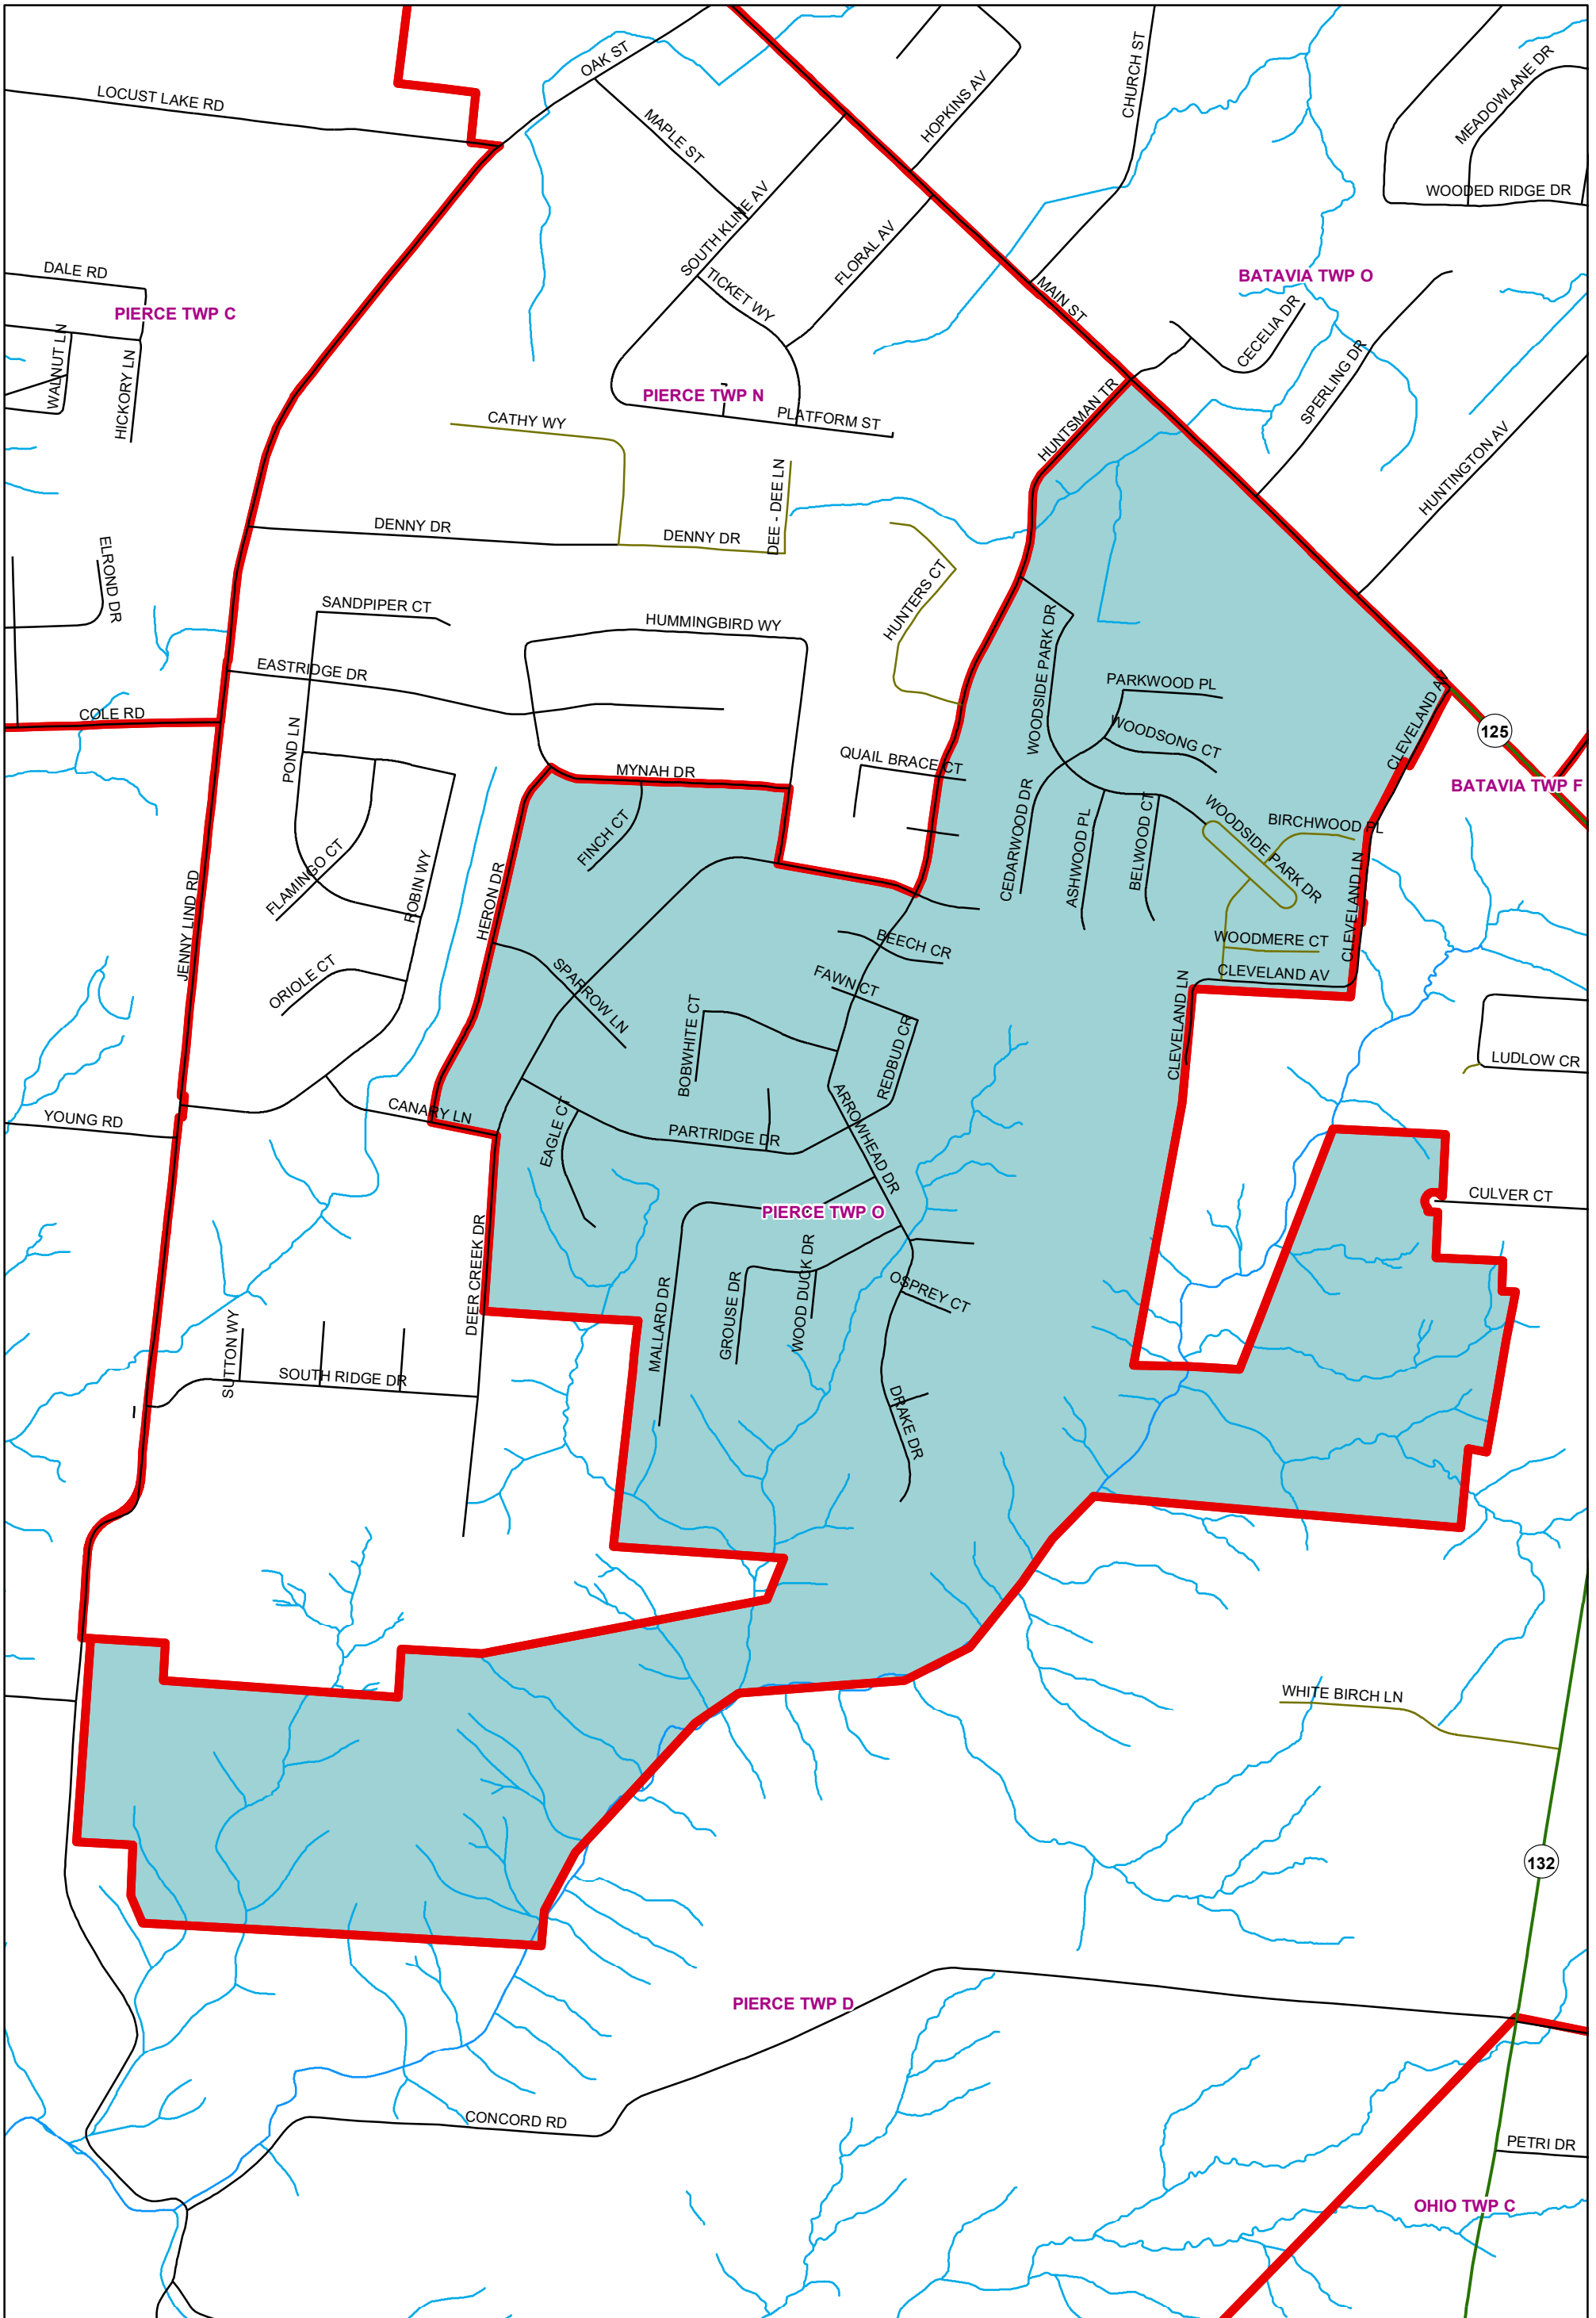 OAK ST
LOCUST LAKE RD
MAPLE ST
HOPKINS AV
CHURCH ST
MEADOWLANE DR
WOODED RIDGE DR
SOUTH KLINE AV
FLORAL AV
TICKET WY
DALE RD
PIERCE TWP C
WALNUT LN
HICKORY LN
MAIN ST
BATAVIA TWP O
CECELIA DR
SPERLING DR
HUNTINGTON AV
PIERCE TWP N
PLATFORM ST
HUNTSMAN TR
CATHY WY
DENNY DR
DENNY DR
DEE - DEE LN
ELROND DR
HUNTERS CT
SANDPIPER CT
HUMMINGBIRD WY
EASTRIDGE DR
WOODSIDE PARK DR
PARKWOOD PL
WOODSONG CT
COLE RD
POND LN
MYNAH DR
QUAIL BRACE CT
CLEVELAND AV
125
BATAVIA TWP F
FINCH CT
CEDARWOOD DR
ASHWOOD PL
BELWOOD CT
WOODSIDE PARK DR
BIRCHWOOD PL
FLAMINGO CT
ROBIN WY
HERON DR
JENNY LIND RD
ORIOLE CT
SPARROW LN
BEECH CR
FAWN CT
CLEVELAND LN
WOODMERE CT
CLEVELAND AV
CLEVELAND LN
BOBWHITE CT
REDBUD CR
LUDLOW CR
YOUNG RD
CANARY LN
EAGLE CT
PARTRIDGE DR
ARROWHEAD DR
CULVER CT
PIERCE TWP O
DEER CREEK DR
MALLARD DR
GROUSE DR
WOOD DUCK DR
OSPREY CT
SUTTON WY
SOUTH RIDGE DR
DRAKE DR
WHITE BIRCH LN
132
PIERCE TWP D
CONCORD RD
PETRI DR
OHIO TWP C